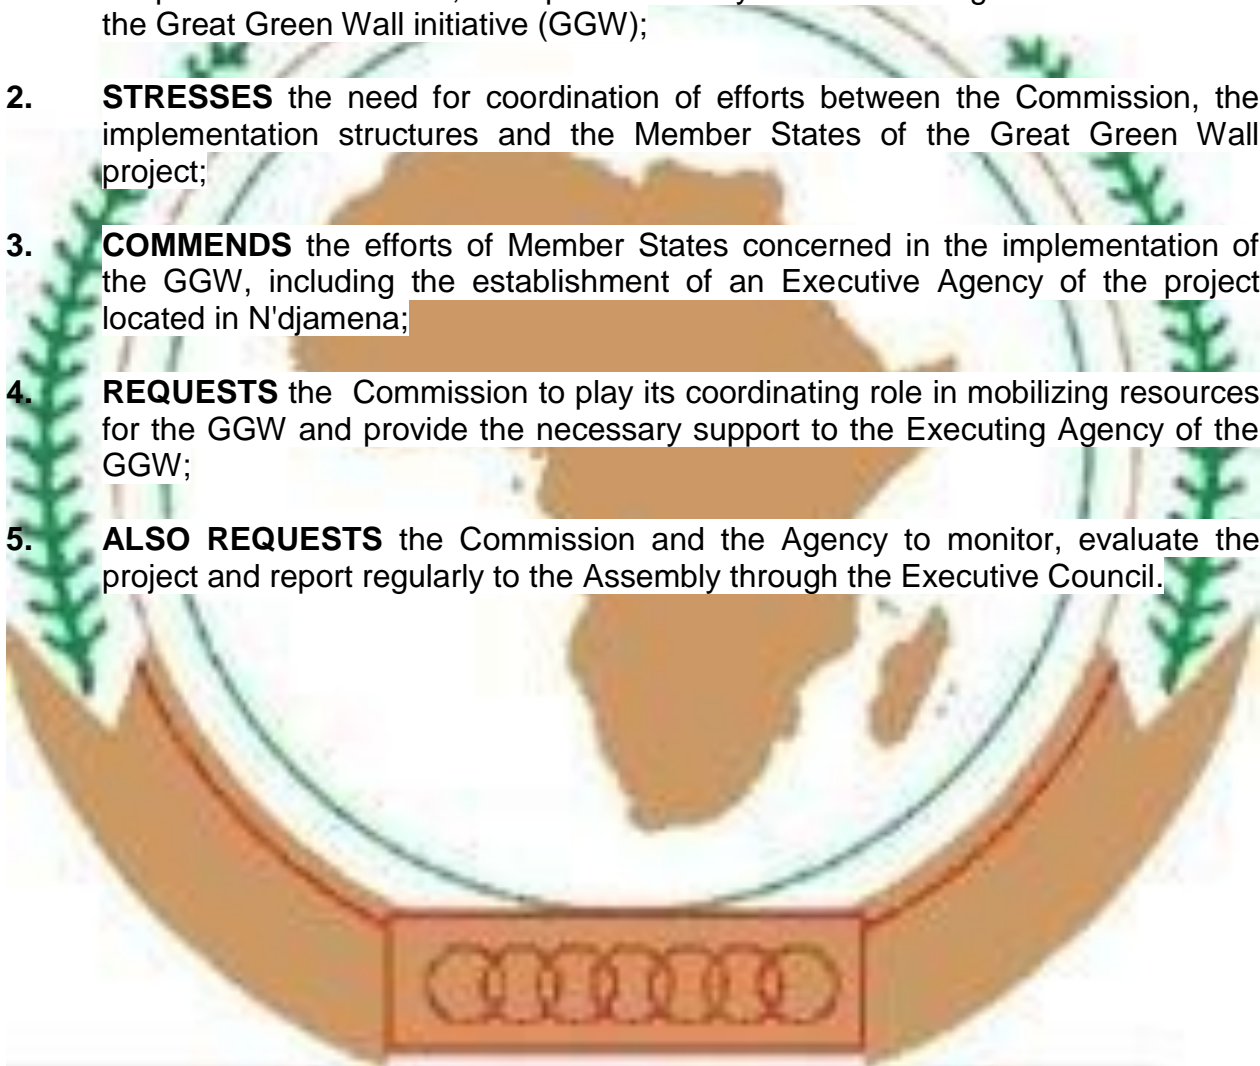 the Great Green Wall initiative (GGW);
2. STRESSES the need for coordination of efforts between the Commission, the
implementation structures and the Member States of the Great Green Wall
project;
3. COMMENDS the efforts of Member States concerned in the implementation of
the GGW, including the establishment of an Executive Agency of the project
located in N'djamena;
4. REQUESTS the Commission to play its coordinating role in mobilizing resources
for the GGW and provide the necessary support to the Executing Agency of the
GGW;
5. ALSO REQUESTS the Commission and the Agency to monitor, evaluate the
project and report regularly to the Assembly through the Executive Council.